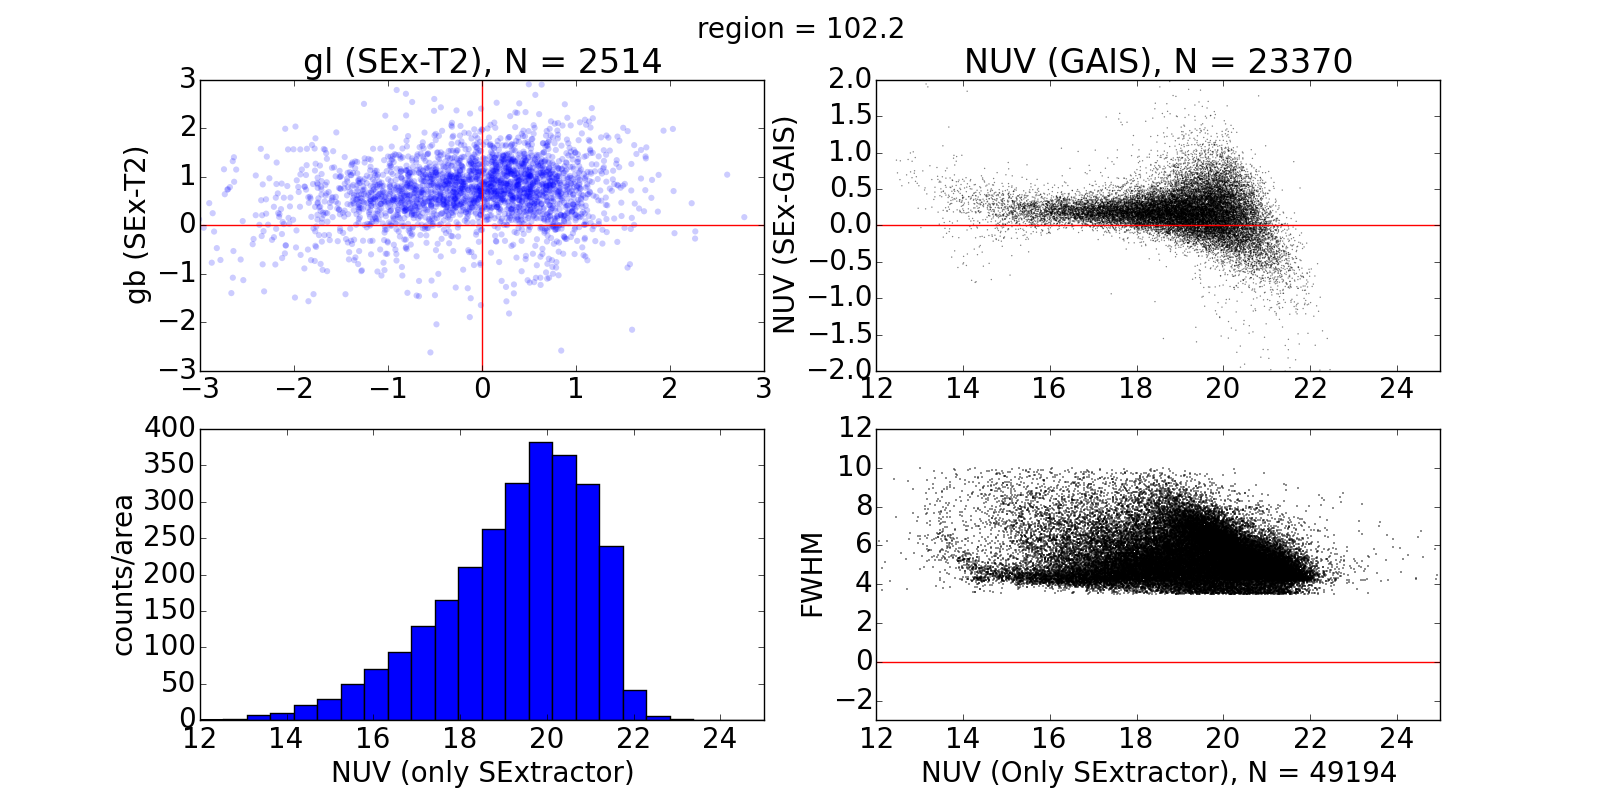 region = 102.2
gl (SEx-T2), N = 2514
NUV (GAIS), N = 23370
gb (SEx-T2)
3
2
1
0
−1
−2
−3
−3 −2 −1 0 1 2 3
NUV (SEx-GAIS)
2.0
1.5
1.0
0.5
0.0
−0.5
−1.0
−1.5
−2.0
12 14 16 18 20 22 24
counts/area
400
350
300
250
200
150
100
50
0
12 14 16 18 20 22 24
NUV (only SExtractor)
FWHM
12
10
8
6
4
2
0
−2
12 14 16 18 20 22 24
NUV (Only SExtractor), N = 49194